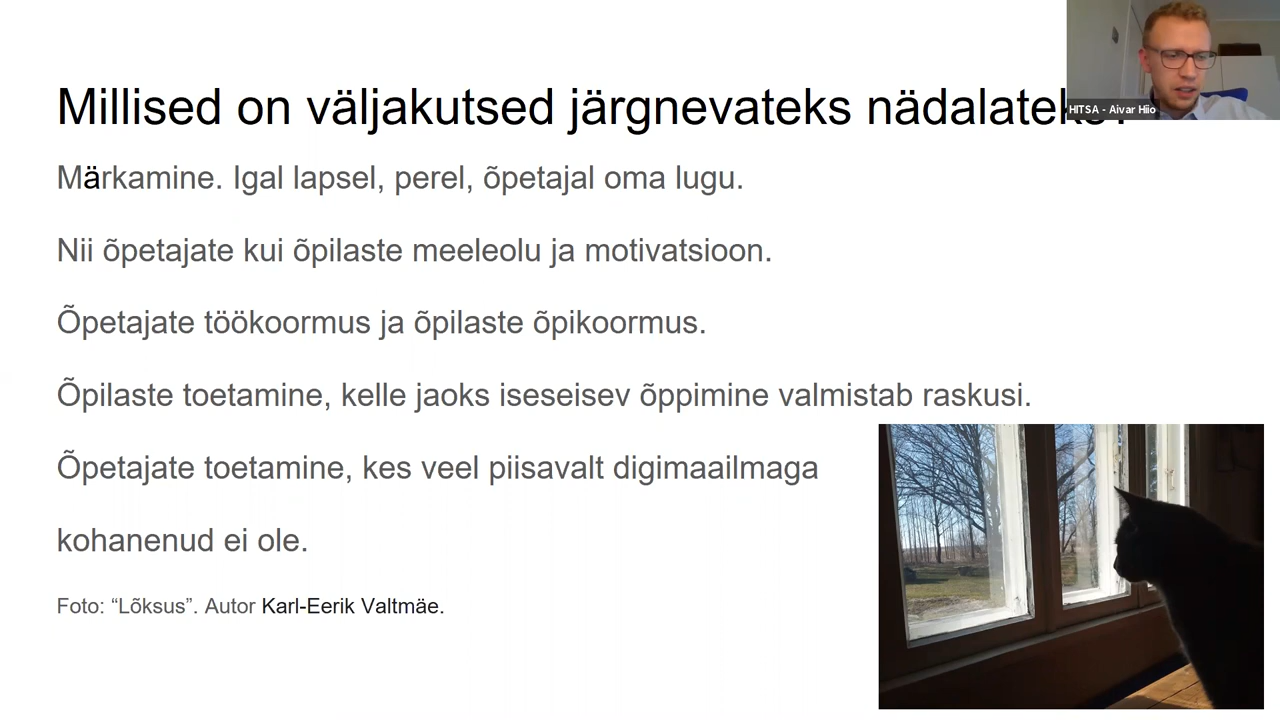 Millised on väljakutsed järgnevateks nädalateks?
HITSA - Aivar Hiio
Märkamine. Igal lapsel, perel, õpetajal oma lugu.
Nii õpetajate kui õpilaste meeleolu ja motivatsioon.
Õpetajate töökoormus ja õpilaste õpikoormus.
Õpilaste toetamine, kelle jaoks iseseisev õppimine valmistab raskusi.
Õpetajate toetamine, kes veel piisavalt digimaailmaga
kohanenud ei ole.
Foto: “Lõksus”. Autor Karl-Eerik Valtmäe.